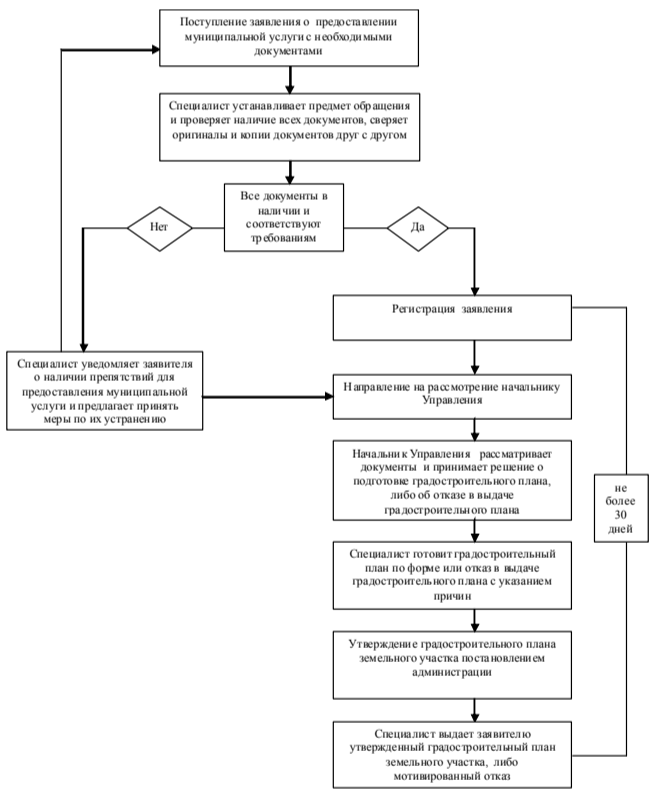 Поступление заявления о предоставлении
муниципальной услуги с необходимыми
документами
Специалист устанавливает предмет обращения
и проверяет наличие всех документов, сверяет
оригиналы и копии документов друг с другом
Все документы в
наличии и
соответствуют
требованиям
Нет
Да
Регистрация заявления
Специалист уведомляет заявителя
о наличии препятствий для
предоставления муниципальной
услуги и предлагает принять
меры по их устранению
Направление на рассмотрение начальнику
Управления
Начальник Управления рассматривает
документы и принимает решение о
подготовке градостроительного плана,
либо об отказе в выдаче
градостроительного плана
не
более
30
дней
Специалист готовит градостроительный
план по форме или отказ в выдаче
градостроительного плана с указанием
причин
Утверждение градостроительного плана
земельного участка постановлением
администрации
Специалист выдает заявителю
утвержденный градостроительный план
земельного участка, либо
мотивированный отказ